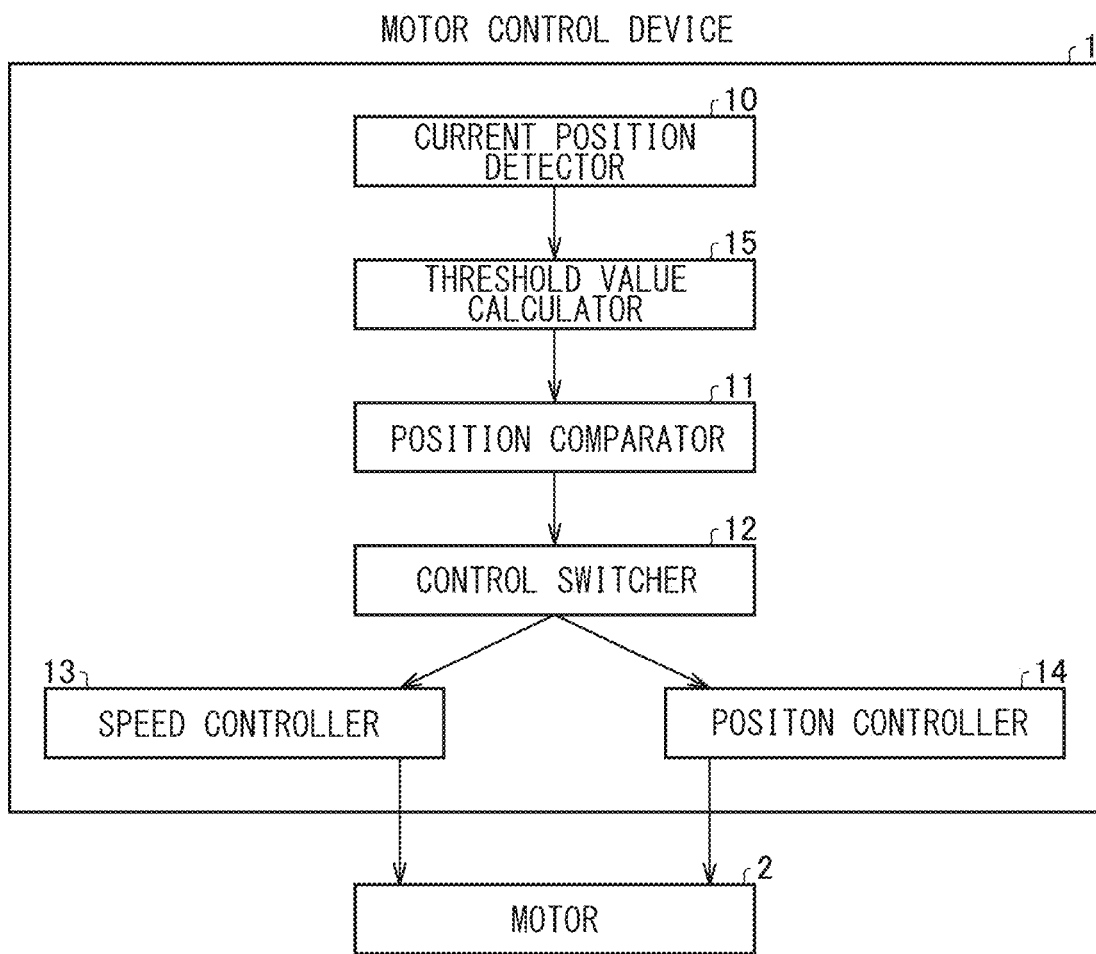 MOTOR CONTROL DEVICE
1
10
CURRENT POSITION
DETECTOR
15
THRESHOLD VALUE
CALCULATOR
11
POSITION COMPARATOR
12
CONTROL SWITCHER
13
SPEED CONTROLLER
14
POSITON CONTROLLER
2
MOTOR